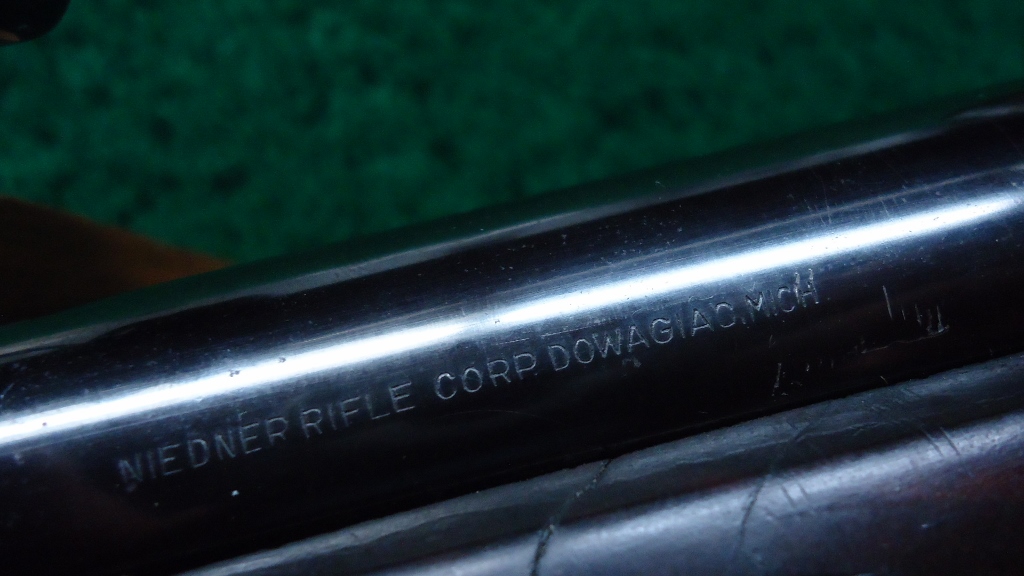 NIEDNER RIFLE CORP. DOWAGIAC, MICH